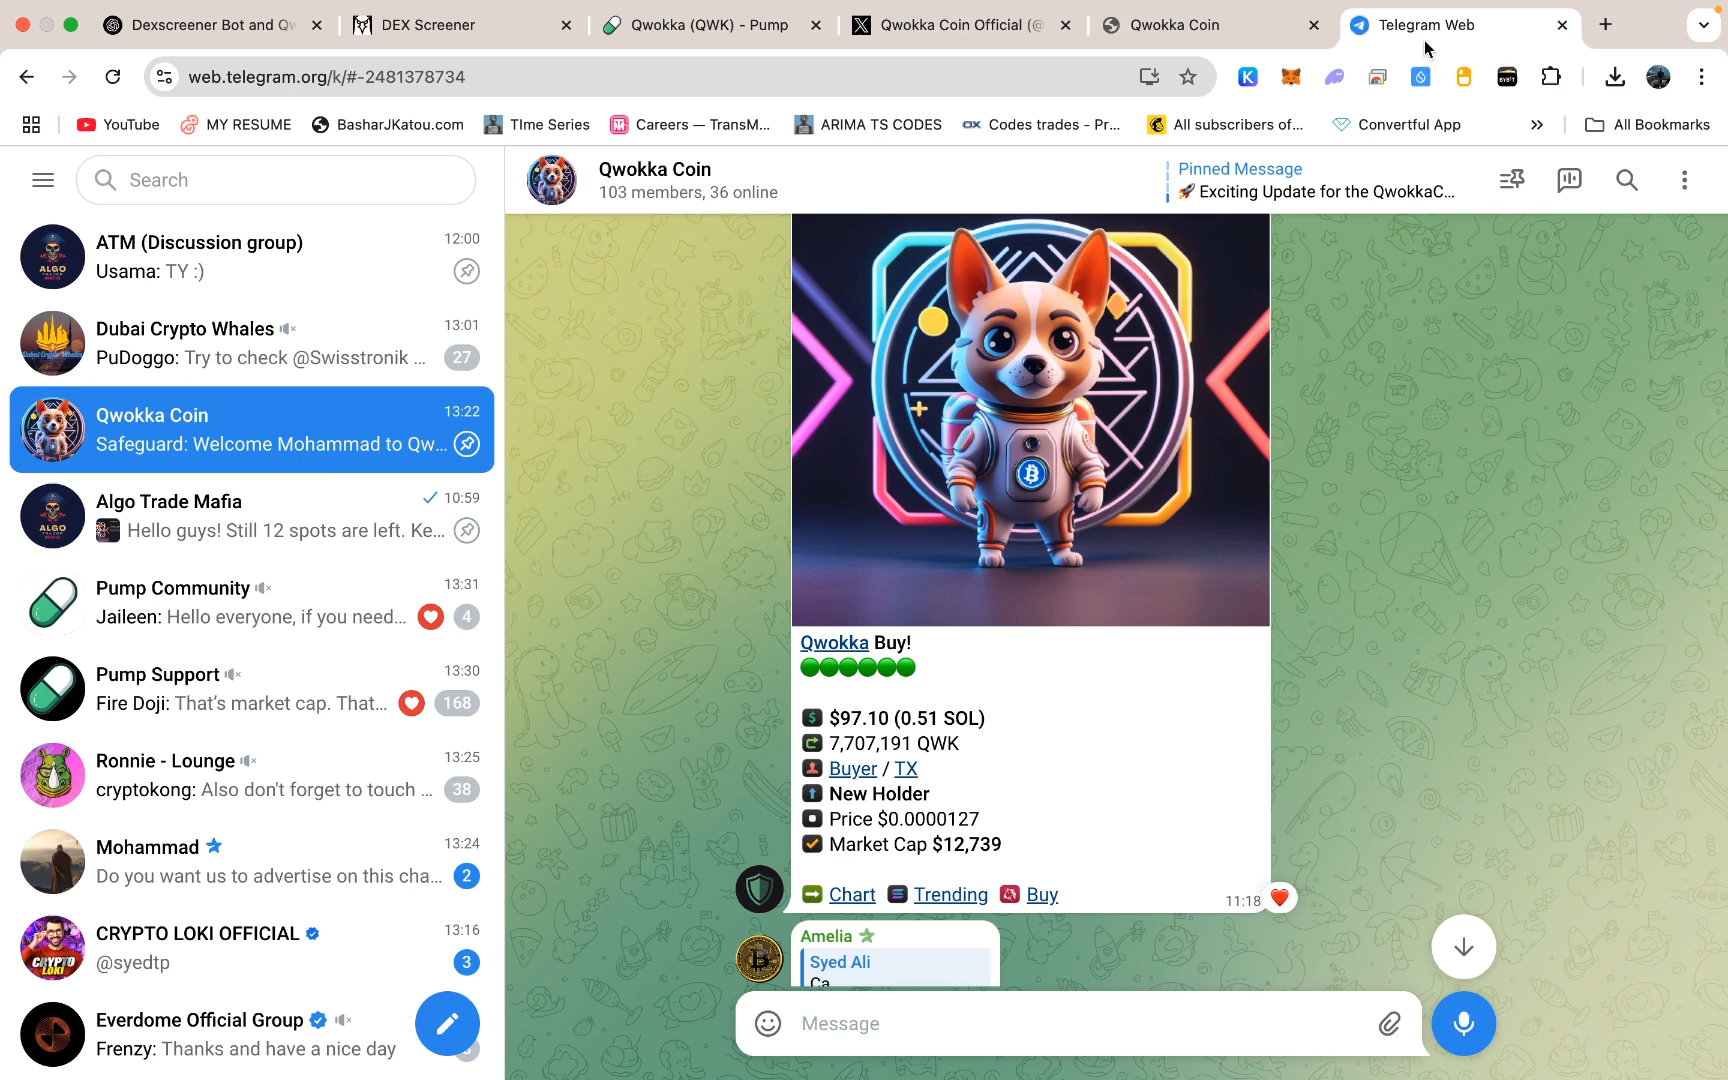 Dexscreener Bot and Qw
DEX Screener
Qwokka (QWK) - Pump
Qwokka Coin Official (@
Qwokka Coin
Telegram Web
web.telegram.org/k/#-2481378734
YouTube
MY RESUME
BasharJKatou.com
TIme Series
Careers — TransM...
ARIMA TS CODES
Codes trades - Pr...
All subscribers of...
Convertful App
»
All Bookmarks
Search
ATM (Discussion group)
12:00
Usama: TY :)
Dubai Crypto Whales
13:01
PuDoggo: Try to check @Swisstronik ...
27
Qwokka Coin
13:22
Safeguard: Welcome Mohammad to Qw...
Algo Trade Mafia
10:59
Hello guys! Still 12 spots are left. Ke...
Pump Community
13:31
Jaileen: Hello everyone, if you need...
4
Pump Support
13:30
Fire Doji: That's market cap. That...
168
Ronnie - Lounge
13:25
cryptokong: Also don't forget to touch ...
38
Mohammad
13:24
Do you want us to advertise on this cha...
2
CRYPTO LOKI OFFICIAL
13:16
@syedtp
3
Everdome Official Group
Frenzy: Thanks and have a nice day
Qwokka Coin
103 members, 36 online
Pinned Message
🚀 Exciting Update for the QwokkaC...
Qwokka Buy!
$97.10 (0.51 SOL)
7,707,191 QWK
Buyer / TX
New Holder
Price $0.0000127
Market Cap $12,739
Chart Trending Buy
11:18
Amelia
Syed Ali
Ca
Message